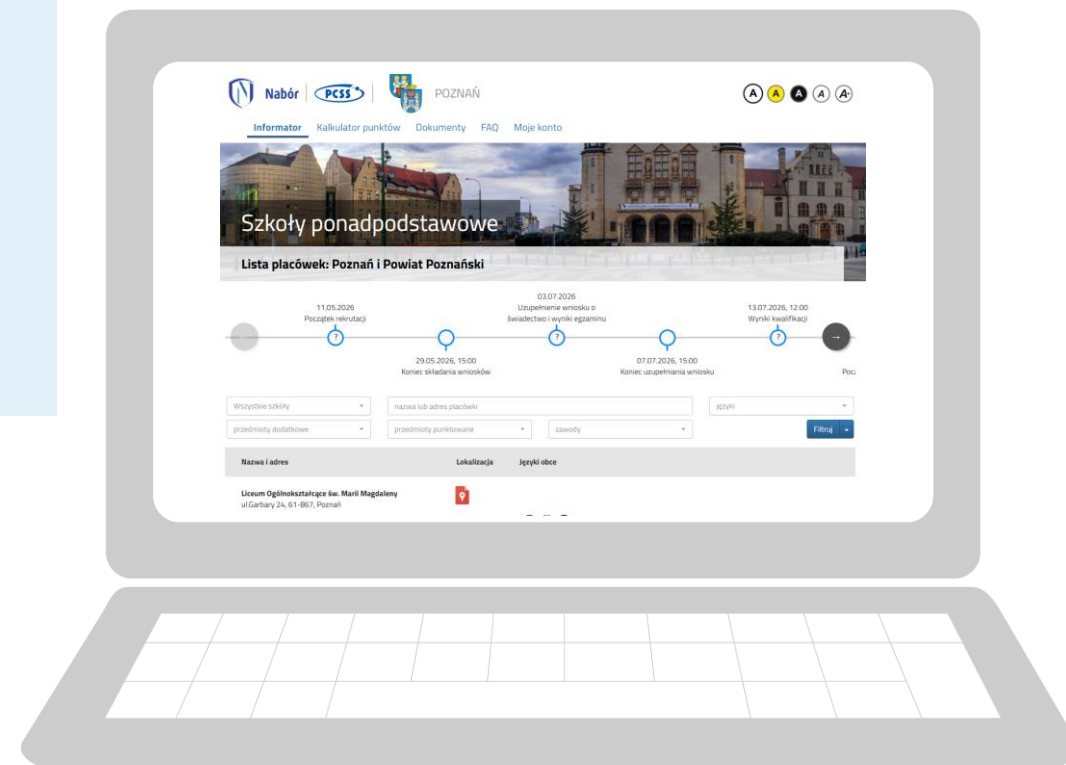 Nabór PCSS POZNAŃ A A A A A-
Informator Kalkulator punktów Dokumenty FAQ Moje konto
Szkoły ponadpodstawowe
Lista placówek: Poznań i Powiat Poznański
11.05.2026
Początek rekrutacji
29.05.2026, 15:00
Koniec składania wniosków
03.07.2026
Uzupełnienie wniosku o
świadectwo i wyniki egzaminu
07.07.2026, 15:00
Koniec uzupełniania wniosku
13.07.2026, 12:00
Wyniki kwalifikacji
? ? ? →
Wszystkie szkoły nazwa lub adres placówki języki
przedmioty dodatkowe przedmioty punktowane zawody Filtruj
Nazwa i adres Lokalizacja Języki obce
Liceum Ogólnokształcące św. Marii Magdaleny
ul.Garbary 24, 61-867, Poznań